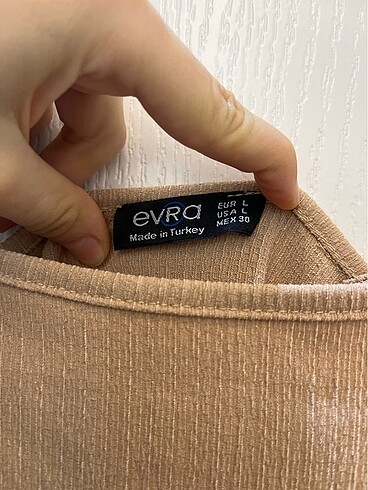 evRa
Made in Turkey
EUR L
USA L
MEX 30